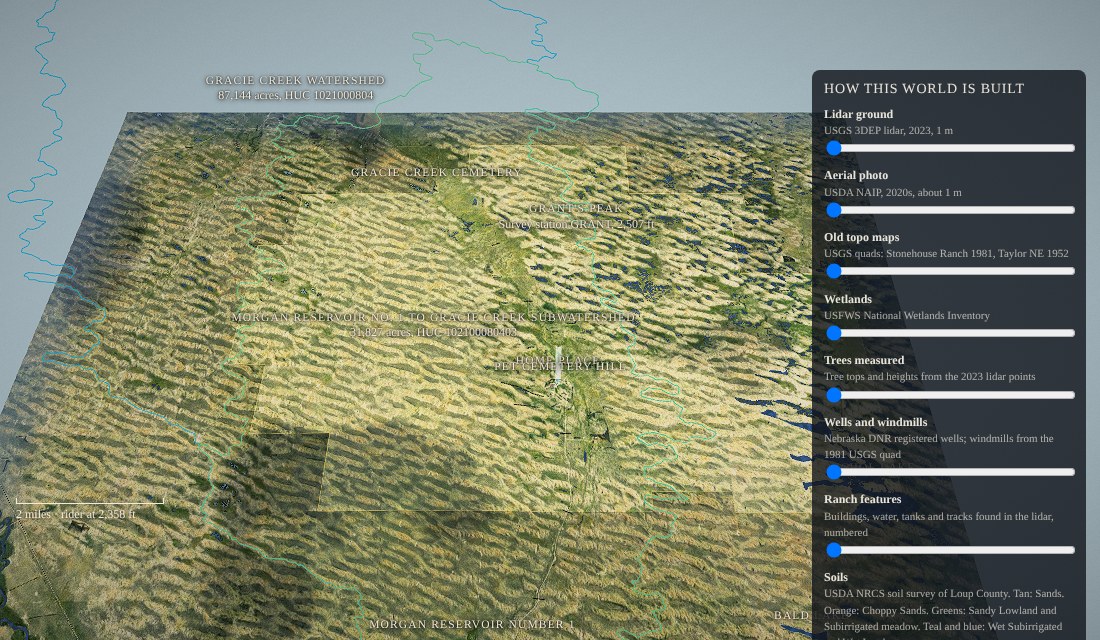 GRACIE CREEK WATERSHED
87,144 acres, HUC 1021000804
GRACIE CREEK CEMETERY
GRANT'S PEAK
Survey station GRANT, 2,507 ft
MORGAN RESERVOIR NO. 1 TO GRACIE CREEK SUBWATERSHED
31,827 acres, HUC 102100080403
HOME PLACE
PET CEMETERY HILL
2 miles · rider at 2,358 ft
MORGAN RESERVOIR NUMBER 1
BALD
HOW THIS WORLD IS BUILT
Lidar ground
USGS 3DEP lidar, 2023, 1 m
Aerial photo
USDA NAIP, 2020s, about 1 m
Old topo maps
USGS quads: Stonehouse Ranch 1981, Taylor NE 1952
Wetlands
USFWS National Wetlands Inventory
Trees measured
Tree tops and heights from the 2023 lidar points
Wells and windmills
Nebraska DNR registered wells; windmills from the
1981 USGS quad
Ranch features
Buildings, water, tanks and tracks found in the lidar,
numbered
Soils
USDA NRCS soil survey of Loup County. Tan: Sands.
Orange: Choppy Sands. Greens: Sandy Lowland and
Subirrigated meadow. Teal and blue: Wet Subirrigated